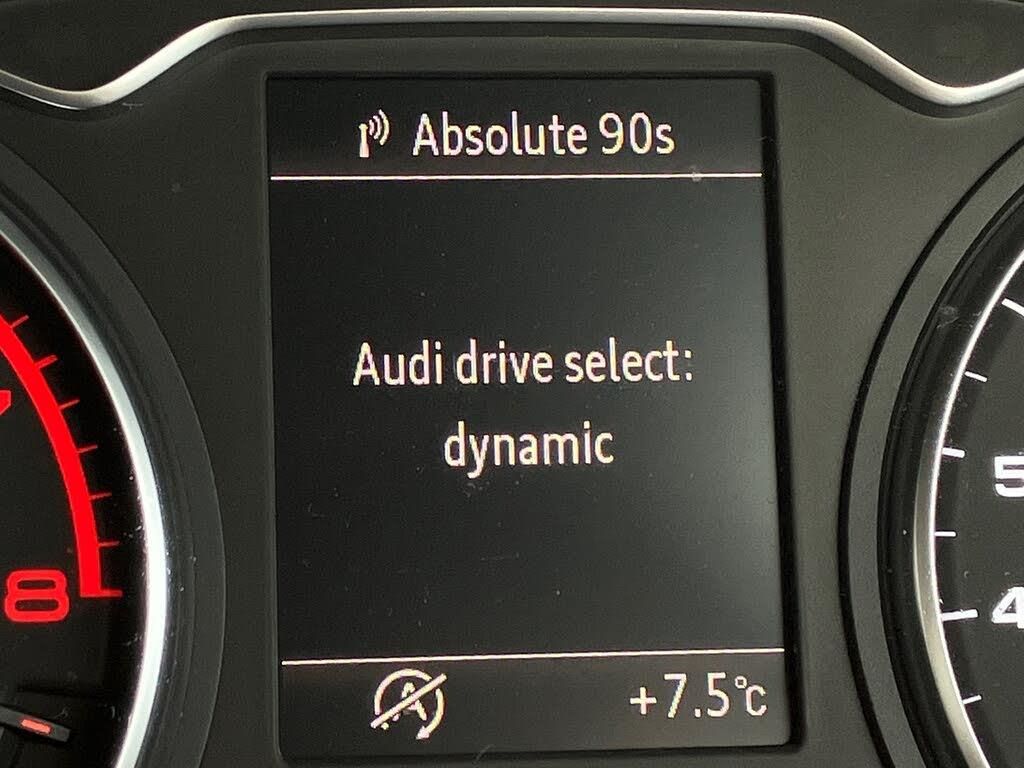 Absolute 90s
Audi drive select:
dynamic
A
+7.5°C
8
5
4